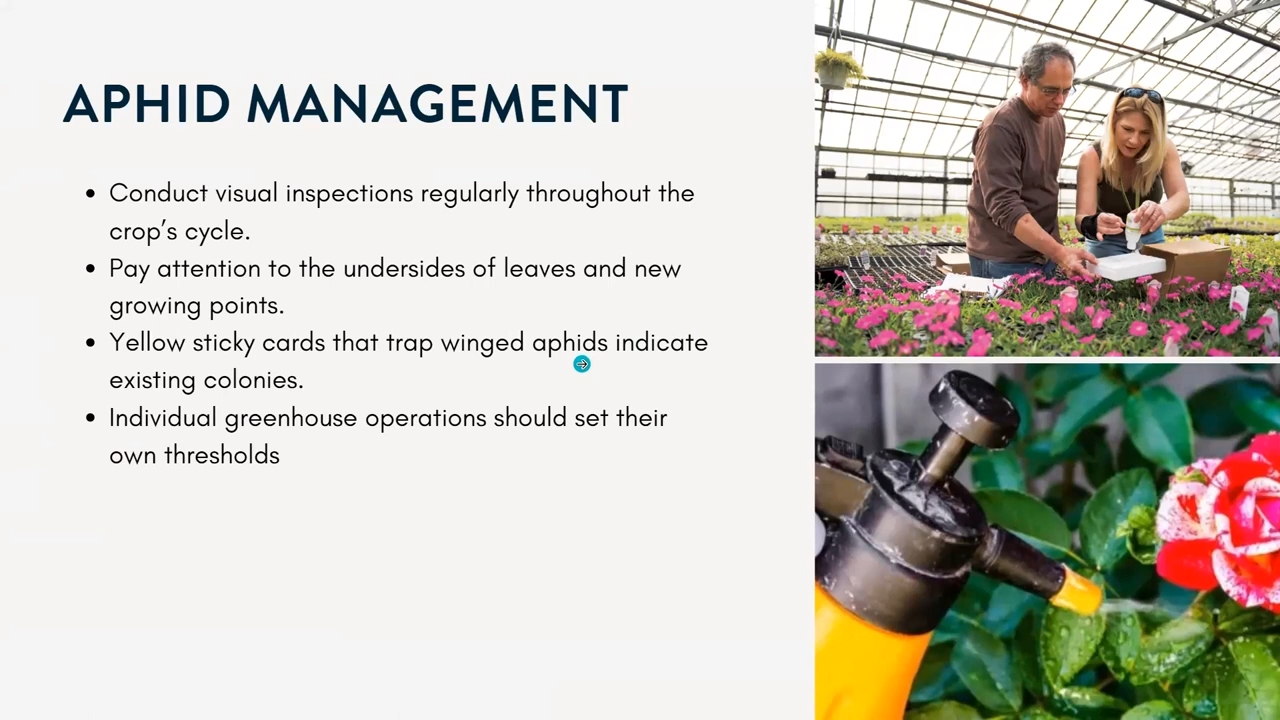 APHID MANAGEMENT
• Conduct visual inspections regularly throughout the
crop's cycle.
• Pay attention to the undersides of leaves and new
growing points.
• Yellow sticky cards that trap winged aphids indicate
existing colonies.
• Individual greenhouse operations should set their
own thresholds